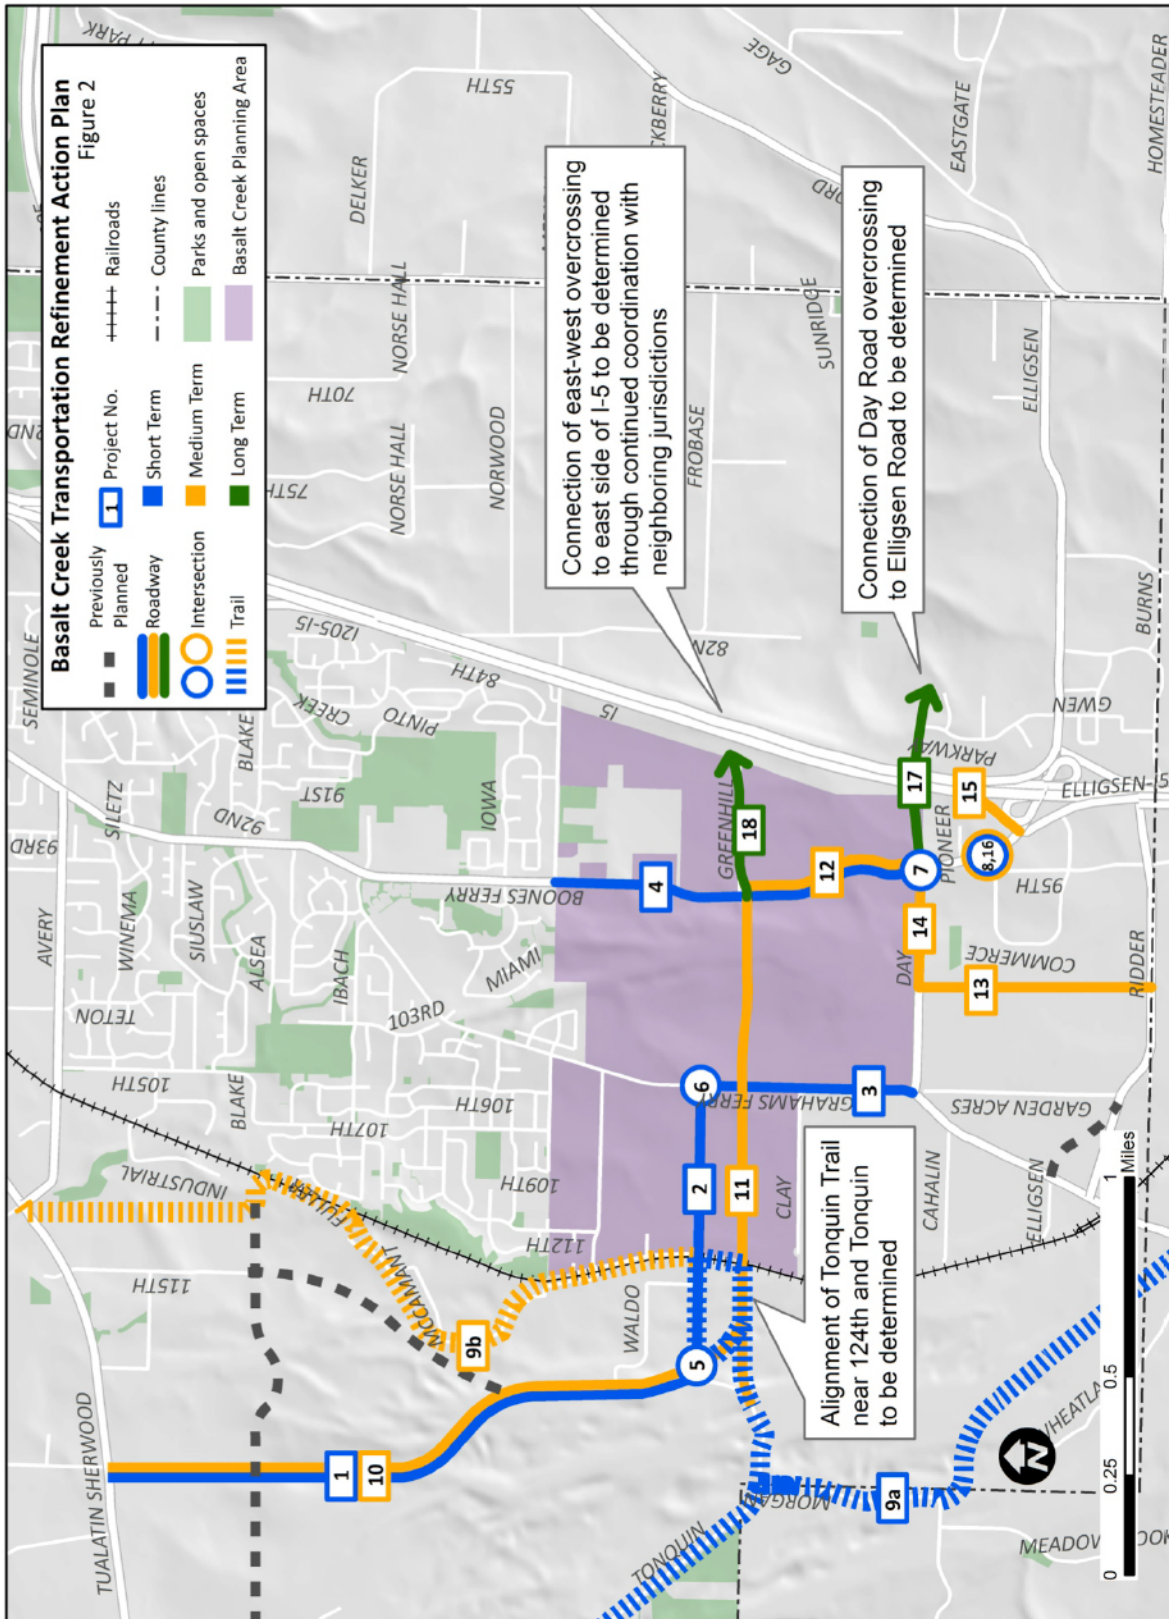 Basalt Creek Transportation Refinement Action Plan
Figure 2
Previously
Planned
Roadway
Intersection
Trail
1
Project No.
Short Term
Medium Term
Long Term
Railroads
County lines
Parks and open spaces
Basalt Creek Planning Area
Connection of east-west overcrossing
to east side of I-5 to be determined
through continued coordination with
neighboring jurisdictions
Connection of Day Road overcrossing
to Elligsen Road to be determined
Alignment of Tonquin Trail
near 124th and Tonquin
to be determined
TUALATIN SHERWOOD
AVERY
SEMINOLE
93RD
TETON
WINEMA
SILETZ
SIUSLAW
ALSEA
IBACH
BLAKE
BLAKE
92ND
91ST
CREEK
PINTO
84TH
I205-I5
IOWA
BOONES FERRY
MIAMI
103RD
105TH
106TH
107TH
109TH
112TH
115TH
INDUSTRIAL
MCCAMANT
WALDO
TONQUIN
MORGAN
CLAY
CAHALIN
GRAHAMS FERRY
GREENHILL
I5
82N
DAY
PIONEER
PARKWAY
95TH
COMMERCE
RIDDER
GARDEN ACRES
ELLIGSEN
ELLIGSEN
ELLIGSEN-I5
GWEN
BURNS
HOMESTEADER
EASTGATE
GAGE
SUNRIDGE
FROBASE
NORWOOD
NORSE HALL
NORSE HALL
75TH
70TH
DELKER
55TH
1
10
9b
5
2
11
6
3
4
18
12
7
17
14
13
15
8,16
9a
N
0
0.25
0.5
1
Miles